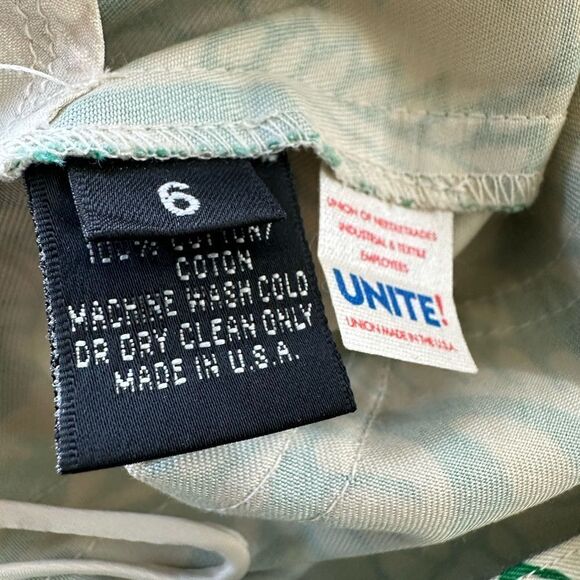 6
100% COTTON/
COTON
MACHINE WASH COLD
OR DRY CLEAN ONLY
MADE IN U.S.A.
UNION OF NEEDLETRADES
INDUSTRIAL & TEXTILE
EMPLOYEES
UNITE!
UNION MADE IN THE U.S.A.